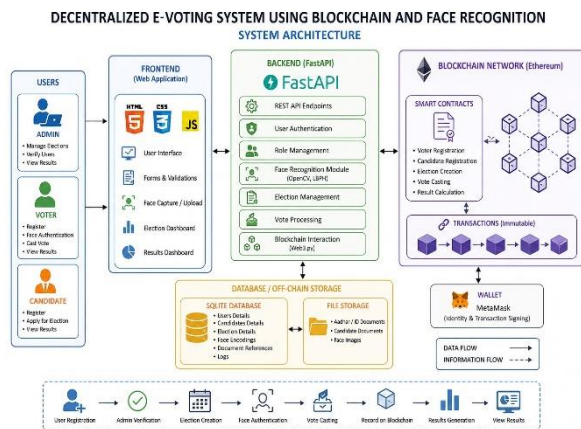 DECENTRALIZED E-VOTING SYSTEM USING BLOCKCHAIN AND FACE RECOGNITION
SYSTEM ARCHITECTURE
USERS
ADMIN
• Manage Elections
• Verify Users
• View Results
VOTER
• Register
• Face Authentication
• Cast Vote
• View Results
CANDIDATE
• Register
• Apply for Election
• View Results
FRONTEND
(Web Application)
HTML
5
CSS
3
JS
User Interface
Forms & Validations
Face Capture / Upload
Election Dashboard
Results Dashboard
BACKEND (FastAPI)
FastAPI
REST API Endpoints
User Authentication
Role Management
Face Recognition Module
(OpenCV, LBPH)
Election Management
Vote Processing
Blockchain Interaction
(Web3.py)
BLOCKCHAIN NETWORK (Ethereum)
SMART CONTRACTS
• Voter Registration
• Candidate Registration
• Election Creation
• Vote Casting
• Result Calculation
TRANSACTIONS (Immutable)
WALLET
MetaMask
(Identity & Transaction Signing)
DATA FLOW
INFORMATION FLOW
DATABASE / OFF-CHAIN STORAGE
SQLITE DATABASE
• Users Details
• Candidates Details
• Election Details
• Face Encodings
• Document References
• Logs
FILE STORAGE
• / ID Documents
• Candidate Documents
• Face Images
User Registration
Admin Verification
Election Creation
Face Authentication
Vote Casting
Record on Blockchain
Results Generation
View Results